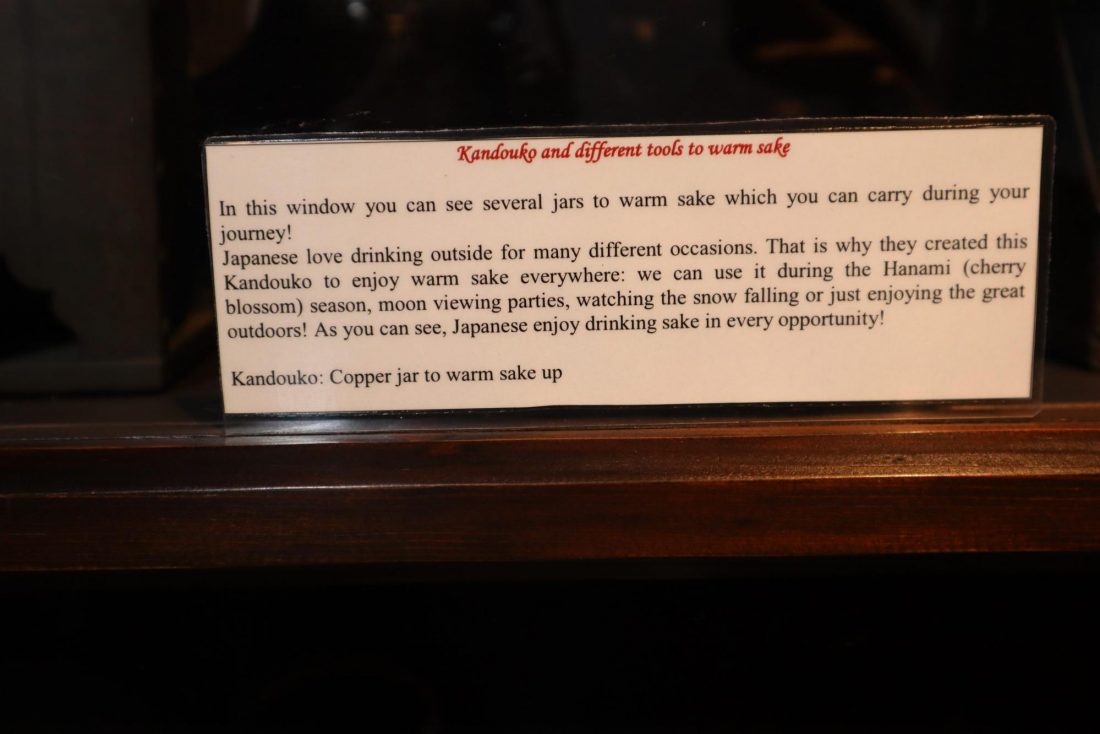 Kandouko and different tools to warm sake
In this window you can see several jars to warm sake which you can carry during your
journey!
Japanese love drinking outside for many different occasions. That is why they created this
Kandouko to enjoy warm sake everywhere: we can use it during the Hanami (cherry
blossom) season, moon viewing parties, watching the snow falling or just enjoying the great
outdoors! As you can see, Japanese enjoy drinking sake in every opportunity!
Kandouko: Copper jar to warm sake up